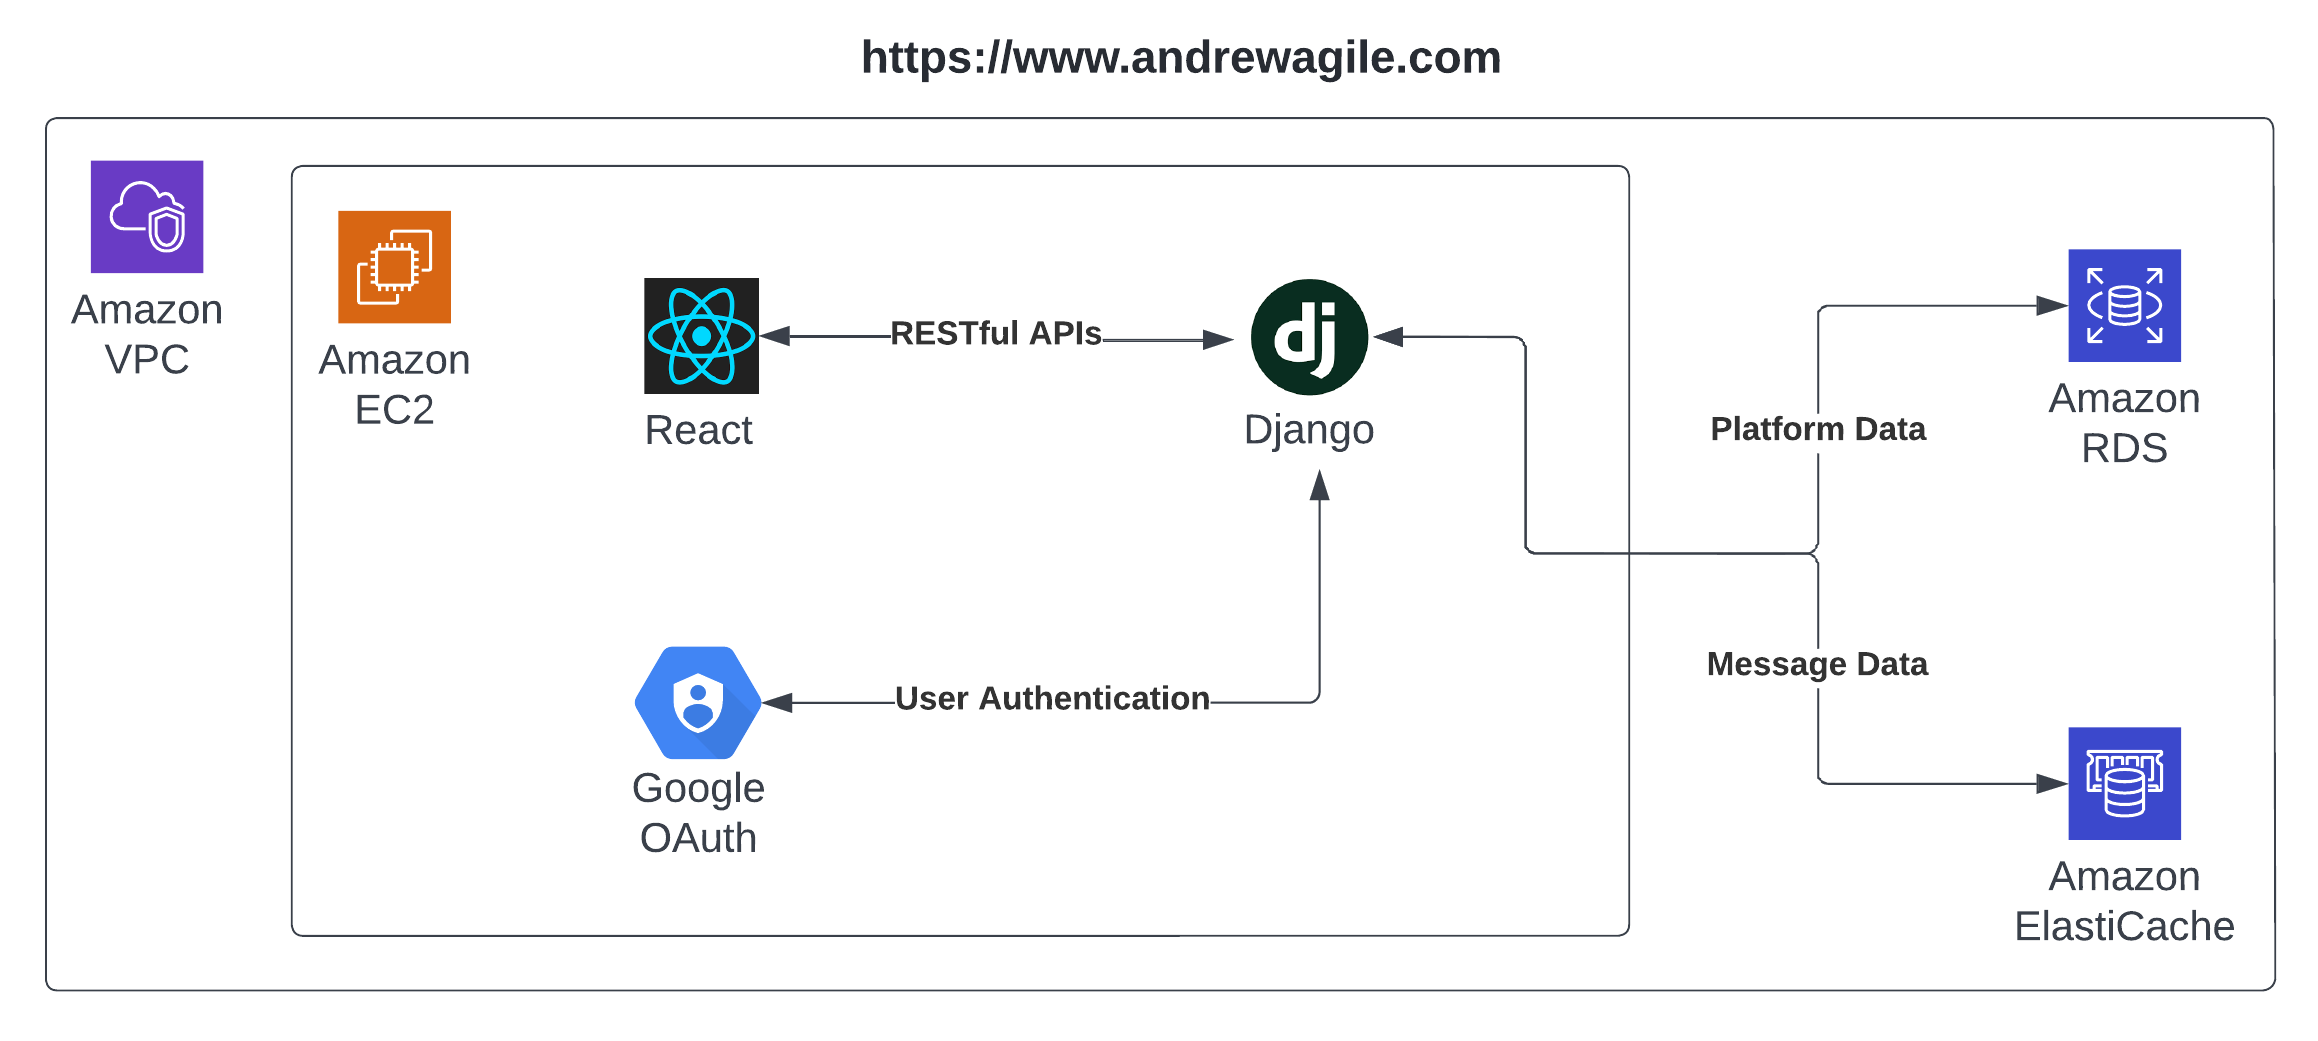 https://www.andrewagile.com
Amazon
VPC
Amazon
EC2
React
RESTful APIs
dj
Django
Platform Data
Amazon
RDS
User Authentication
Google
OAuth
Message Data
Amazon
ElastiCache